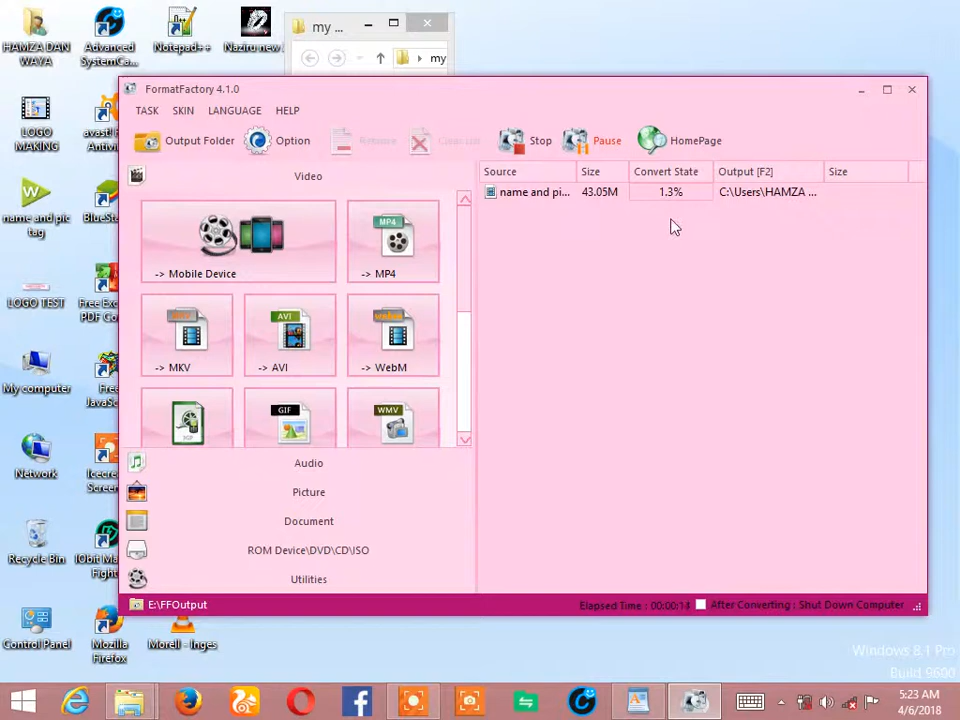 HAMZA DAN WAYA
Advanced SystemCa...
Notepad++
Naziru new
my ...
my
LOGO MAKING
avast! F Antivir
name and pic tag
BlueSta
LOGO TEST
Free Exc PDF Con
My computer
Free JavaSc
Network
Icecre Screen
Recycle Bin
IObit Ma Fight
Control Panel
Mozilla Firefox
Morell - Inges
FormatFactory 4.1.0
TASK SKIN LANGUAGE HELP
Output Folder Option Remove Clear List Stop Pause HomePage
Video
Source Size Convert State Output [F2] Size
name and pi... 43.05M 1.3% C:\Users\HAMZA ...
-> Mobile Device
MP4
-> MP4
-> MKV
AVI
-> AVI
-> WebM
GIF
WMV
Audio
Picture
Document
ROM Device\DVD\CD\ISO
Utilities
E:\FFOutput
Elapsed Time : 00:00:14 After Converting : Shut Down Computer
Windows 8.1 Pro
Build 9600
5:23 AM
4/6/2018